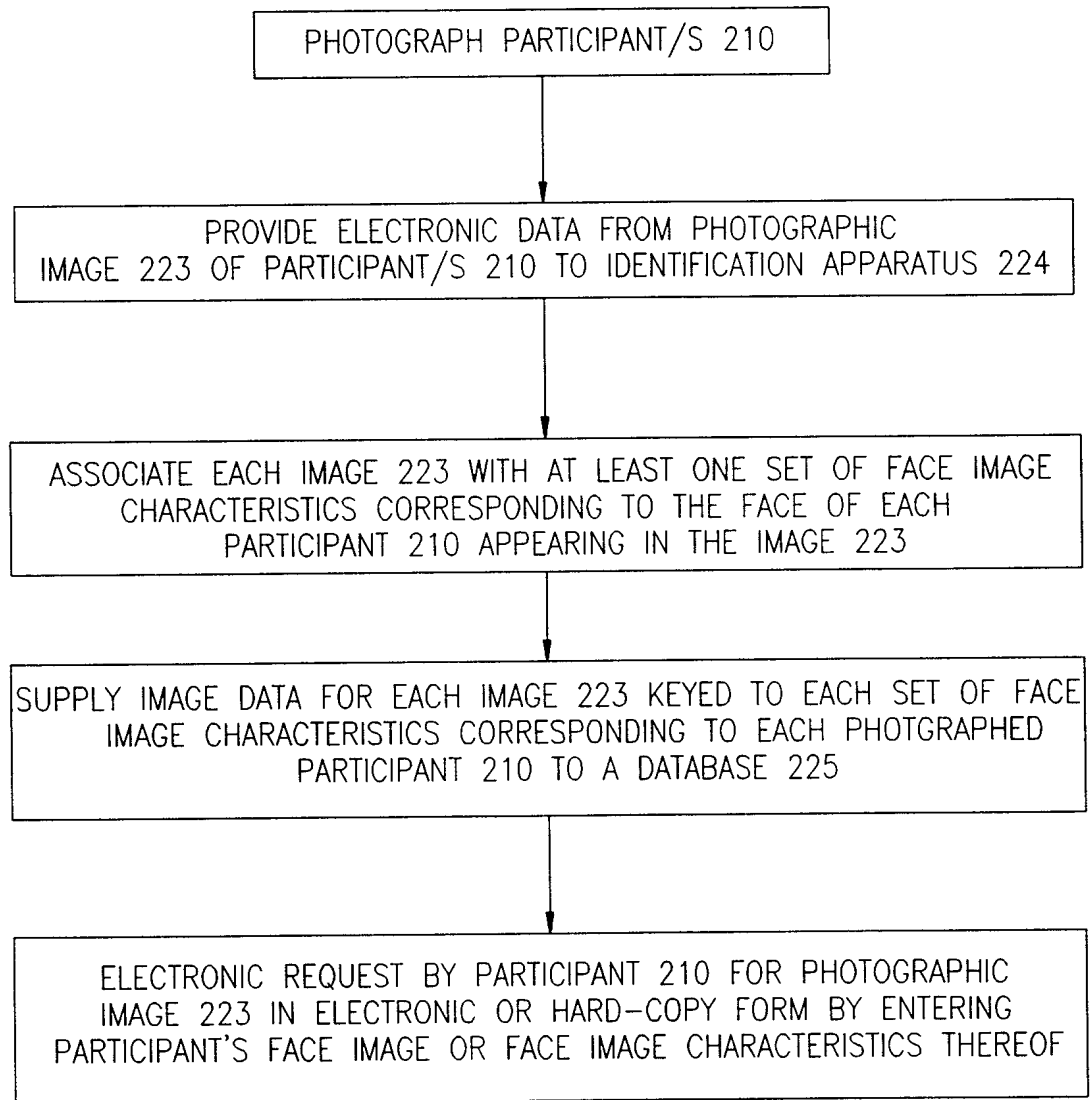 PHOTOGRAPH PARTICIPANT/S 210
PROVIDE ELECTRONIC DATA FROM PHOTOGRAPHIC
IMAGE 223 OF PARTICIPANT/S 210 TO IDENTIFICATION APPARATUS 224
ASSOCIATE EACH IMAGE 223 WITH AT LEAST ONE SET OF FACE IMAGE
CHARACTERISTICS CORRESPONDING TO THE FACE OF EACH
PARTICIPANT 210 APPEARING IN THE IMAGE 223
SUPPLY IMAGE DATA FOR EACH IMAGE 223 KEYED TO EACH SET OF FACE
IMAGE CHARACTERISTICS CORRESPONDING TO EACH PHOTGRAPHED
PARTICIPANT 210 TO A DATABASE 225
ELECTRONIC REQUEST BY PARTICIPANT 210 FOR PHOTOGRAPHIC
IMAGE 223 IN ELECTRONIC OR HARD-COPY FORM BY ENTERING
PARTICIPANT'S FACE IMAGE OR FACE IMAGE CHARACTERISTICS THEREOF